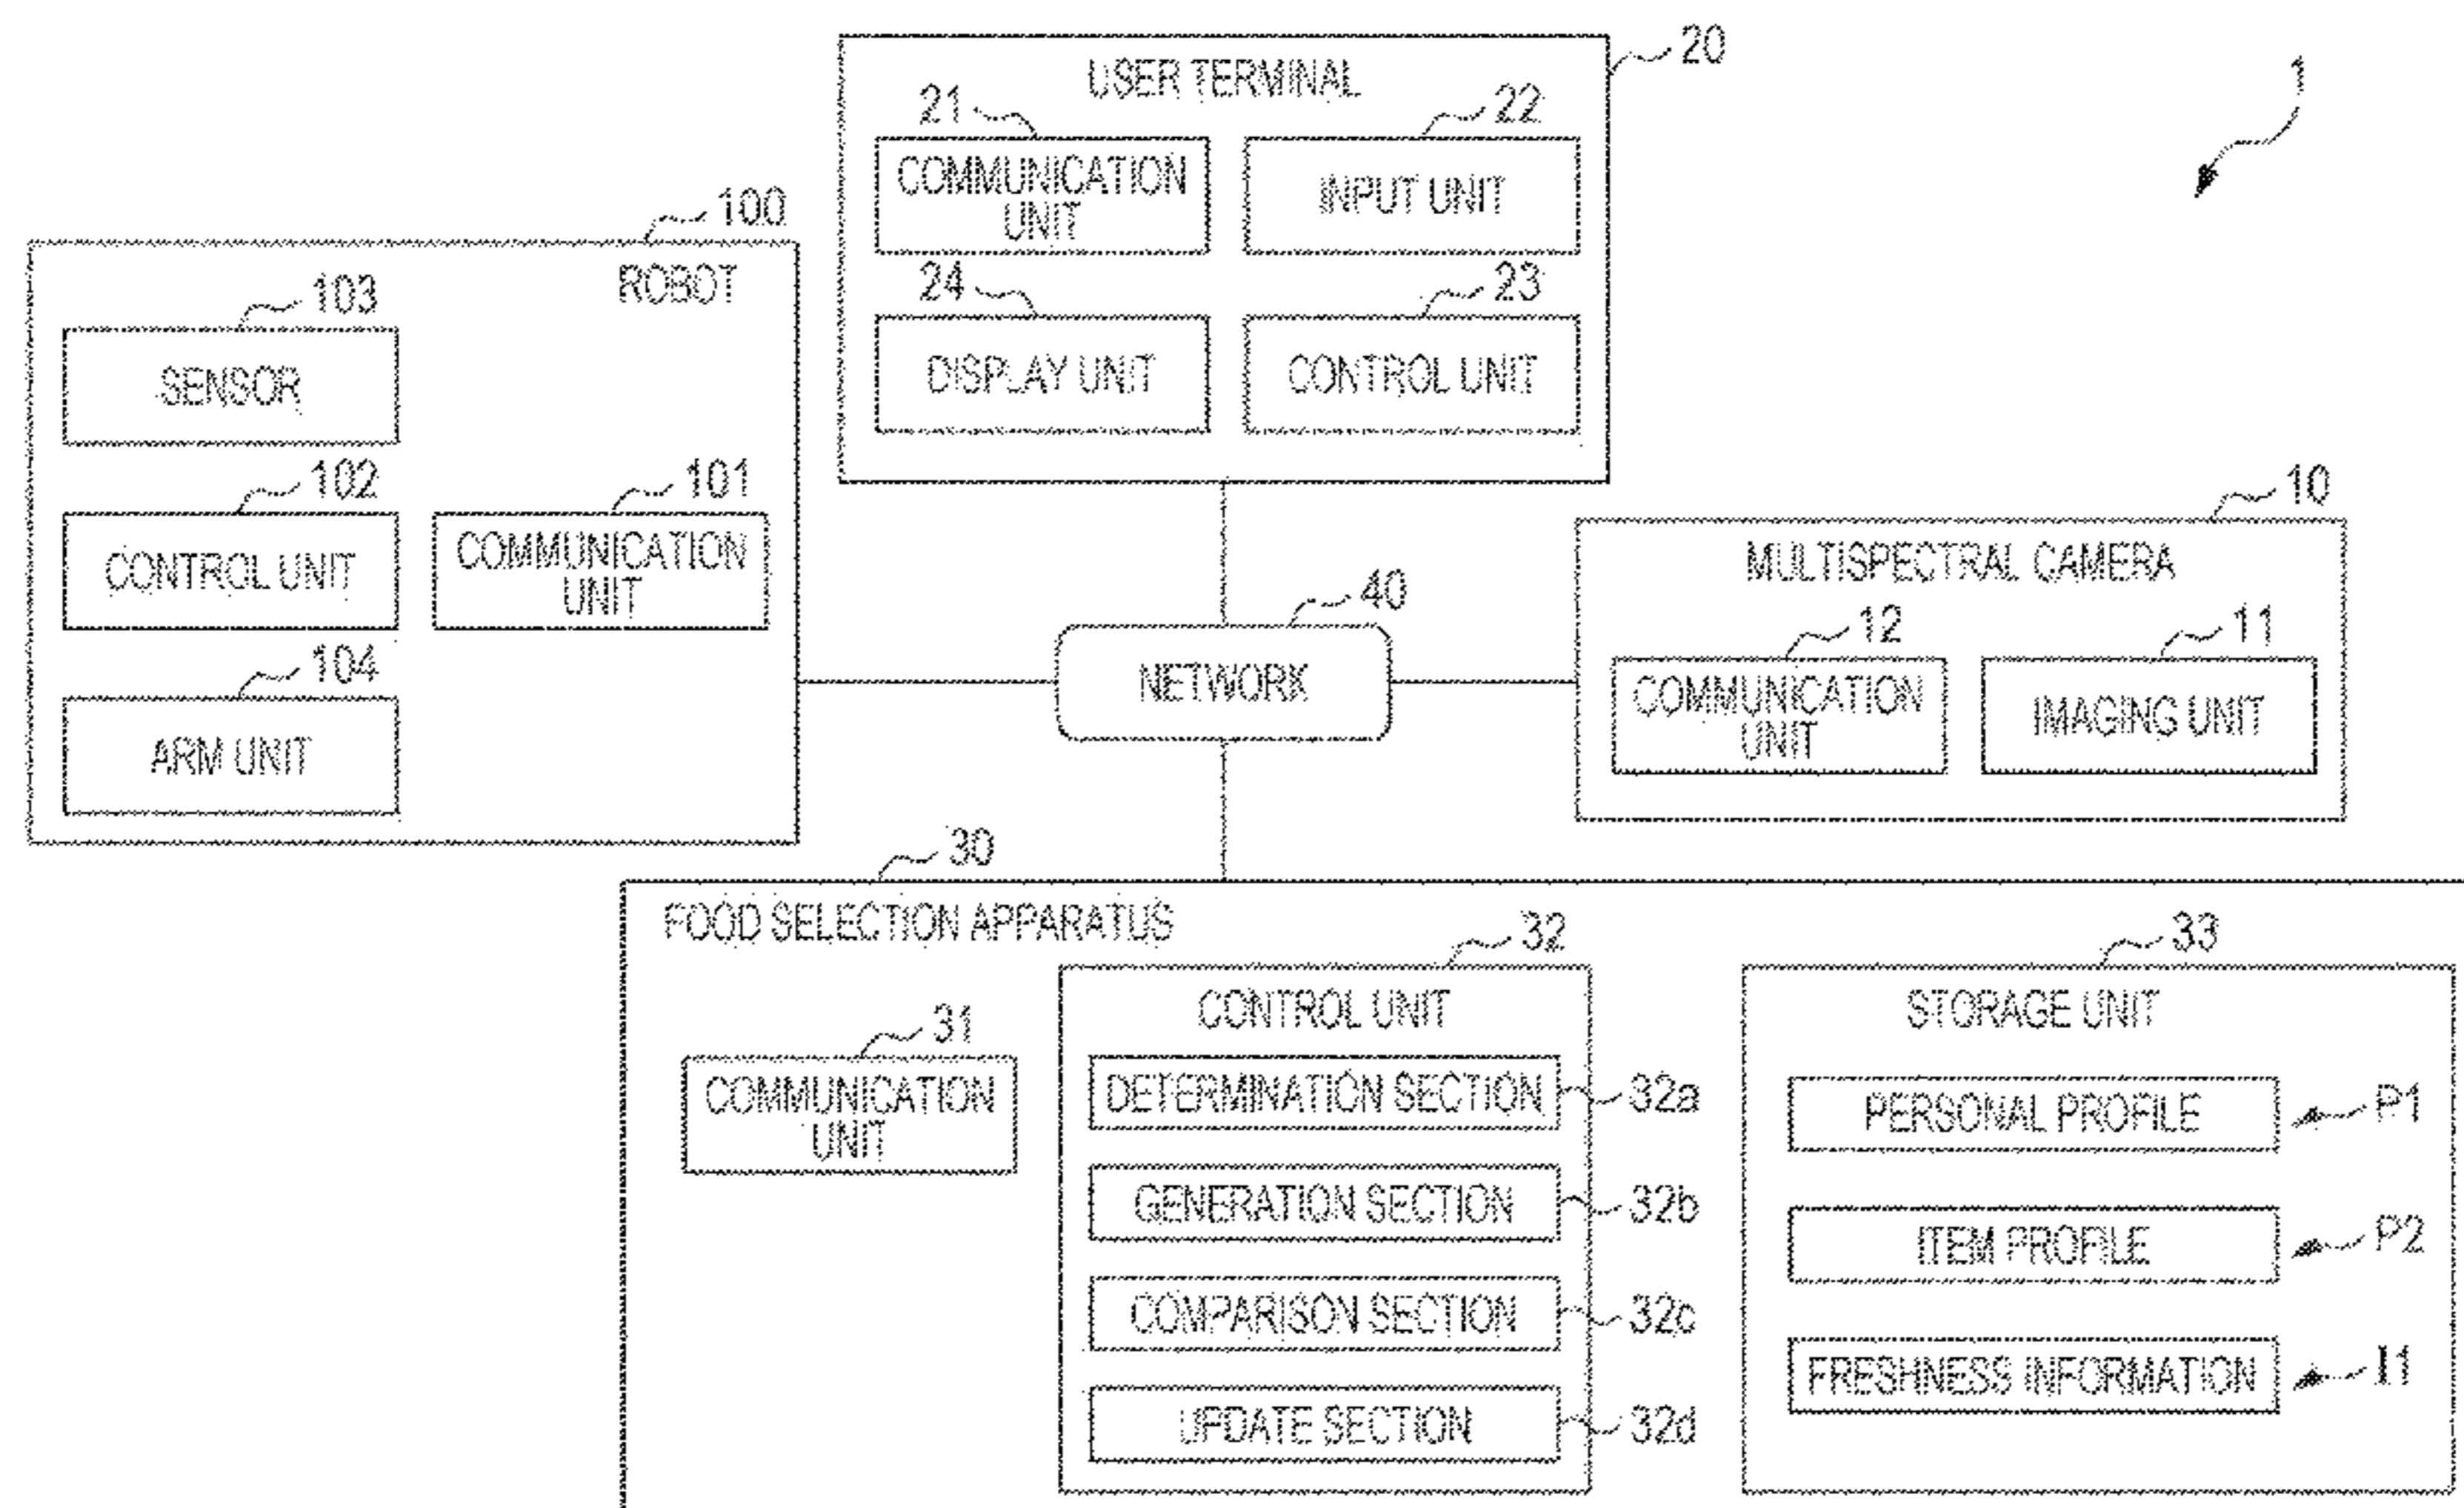 1
20
USER TERMINAL
21
COMMUNICATION
UNIT
22
INPUT UNIT
24
DISPLAY UNIT
23
CONTROL UNIT
100
ROBOT
103
SENSOR
102
CONTROL UNIT
101
COMMUNICATION
UNIT
104
ARM UNIT
40
NETWORK
10
MULTISPECTRAL CAMERA
12
COMMUNICATION
UNIT
11
IMAGING UNIT
30
FOOD SELECTION APPARATUS
31
COMMUNICATION
UNIT
32
CONTROL UNIT
DETERMINATION SECTION
32a
GENERATION SECTION
32b
COMPARISON SECTION
32c
UPDATE SECTION
32d
33
STORAGE UNIT
PERSONAL PROFILE
P1
ITEM PROFILE
P2
FRESHNESS INFORMATION
I1